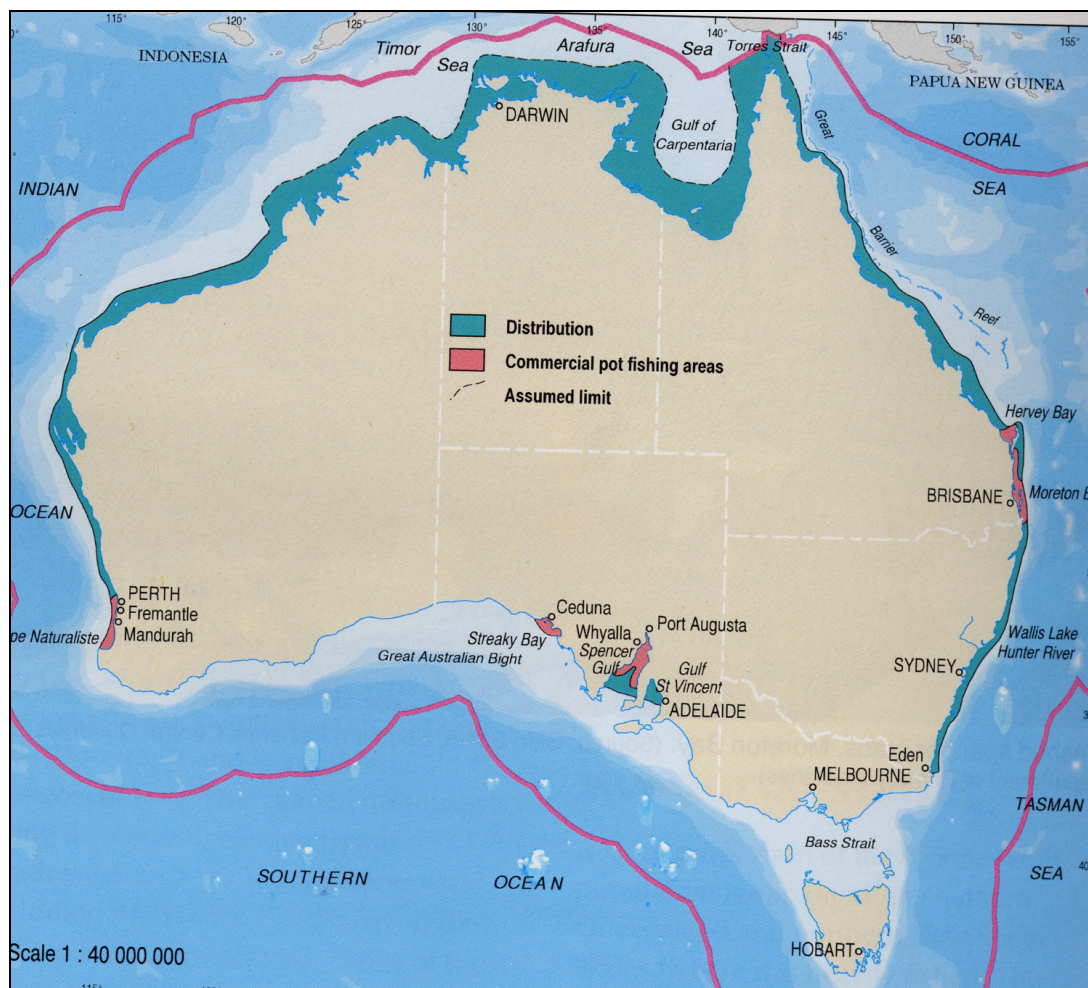 115°
120°
125°
130°
135°
140°
145°
150°
155°
INDONESIA
Timor
Sea
Arafura
Sea
Torres Strait
PAPUA NEW GUINEA
DARWIN
Gulf of
Carpentaria
Great
Barrier
Reef
CORAL
SEA
INDIAN
OCEAN
Distribution
Commercial pot fishing areas
Assumed limit
Hervey Bay
BRISBANE
Moreton B
PERTH
Fremantle
Mandurah
pe Naturaliste
Ceduna
Streaky Bay
Great Australian Bight
Whyalla
Port Augusta
Spencer
Gulf
Gulf
St Vincent
ADELAIDE
Wallis Lake
Hunter River
SYDNEY
Eden
MELBOURNE
Bass Strait
TASMAN
SEA
40
SOUTHERN
OCEAN
HOBART
Scale 1 : 40 000 000
115°